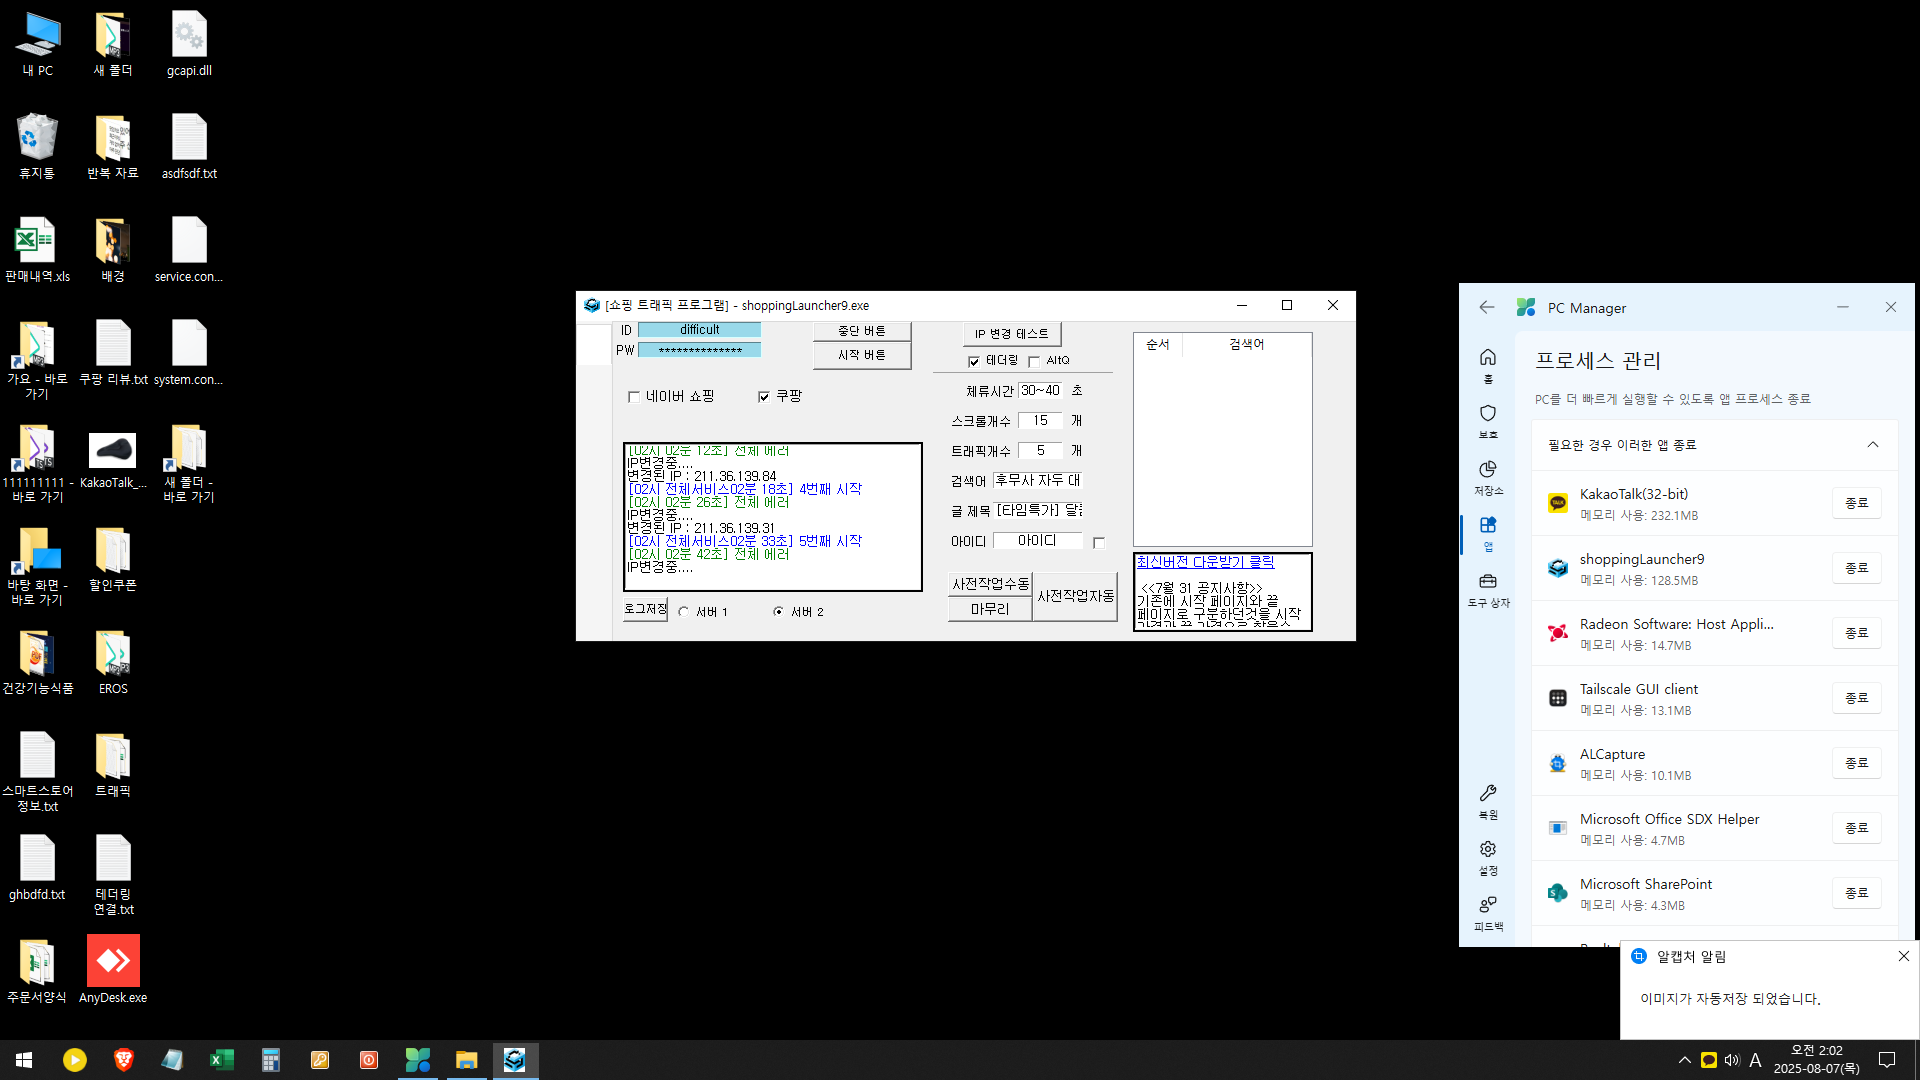 내 PC
새 폴더
gcapi.dll
휴지통
반복 자료
asdfsdf.txt
판매내역.xls
배경
service.con...
가요 - 바로
가기
쿠팡 리뷰.txt
system.con...
111111111 -
바로 가기
KakaoTalk_...
새 폴더 -
바로 가기
바탕 화면 -
바로 가기
할인쿠폰
건강기능식품
EROS
스마트스토어
정보.txt
트래픽
ghbdfd.txt
테더링
연결.txt
주문서양식
AnyDesk.exe
[쇼핑 트래픽 프로그램] - shoppingLauncher9.exe
ID
difficult
PW
**************
중단 버튼
시작 버튼
네이버 쇼핑
쿠팡
[02시 02분 12초] 전체 에러
IP변경중....
변경된 IP : 211.36.139.84
[02시 전체서비스02분 18초] 4번째 시작
[02시 02분 26초] 전체 에러
IP변경중....
변경된 IP : 211.36.139.31
[02시 전체서비스02분 33초] 5번째 시작
[02시 02분 42초] 전체 에러
IP변경중....
로그저장
서버 1
서버 2
IP 변경 테스트
테더링
AltQ
체류시간 30~40 초
스크롤개수 15 개
트래픽개수 5 개
검색어 후무사 자두 대
글 제목 [타임특가] 달콤
아이디 아이디
사전작업수동
마무리
사전작업자동
순서
검색어
최신버전 다운받기 클릭
<<7월 31 공지사항>>
기존에 시작 페이지와 끝
페이지로 구분하던것을 시작
PC Manager
홈
보호
저장소
앱
도구 상자
복원
설정
피드백
프로세스 관리
PC를 더 빠르게 실행할 수 있도록 앱 프로세스 종료
필요한 경우 이러한 앱 종료
KakaoTalk(32-bit)
메모리 사용: 232.1MB
종료
shoppingLauncher9
메모리 사용: 128.5MB
종료
Radeon Software: Host Appli...
메모리 사용: 14.7MB
종료
Tailscale GUI client
메모리 사용: 13.1MB
종료
ALCapture
메모리 사용: 10.1MB
종료
Microsoft Office SDX Helper
메모리 사용: 4.7MB
종료
Microsoft SharePoint
메모리 사용: 4.3MB
종료
알캡처 알림
이미지가 자동저장 되었습니다.
A
오전 2:02
2025-08-07(목)